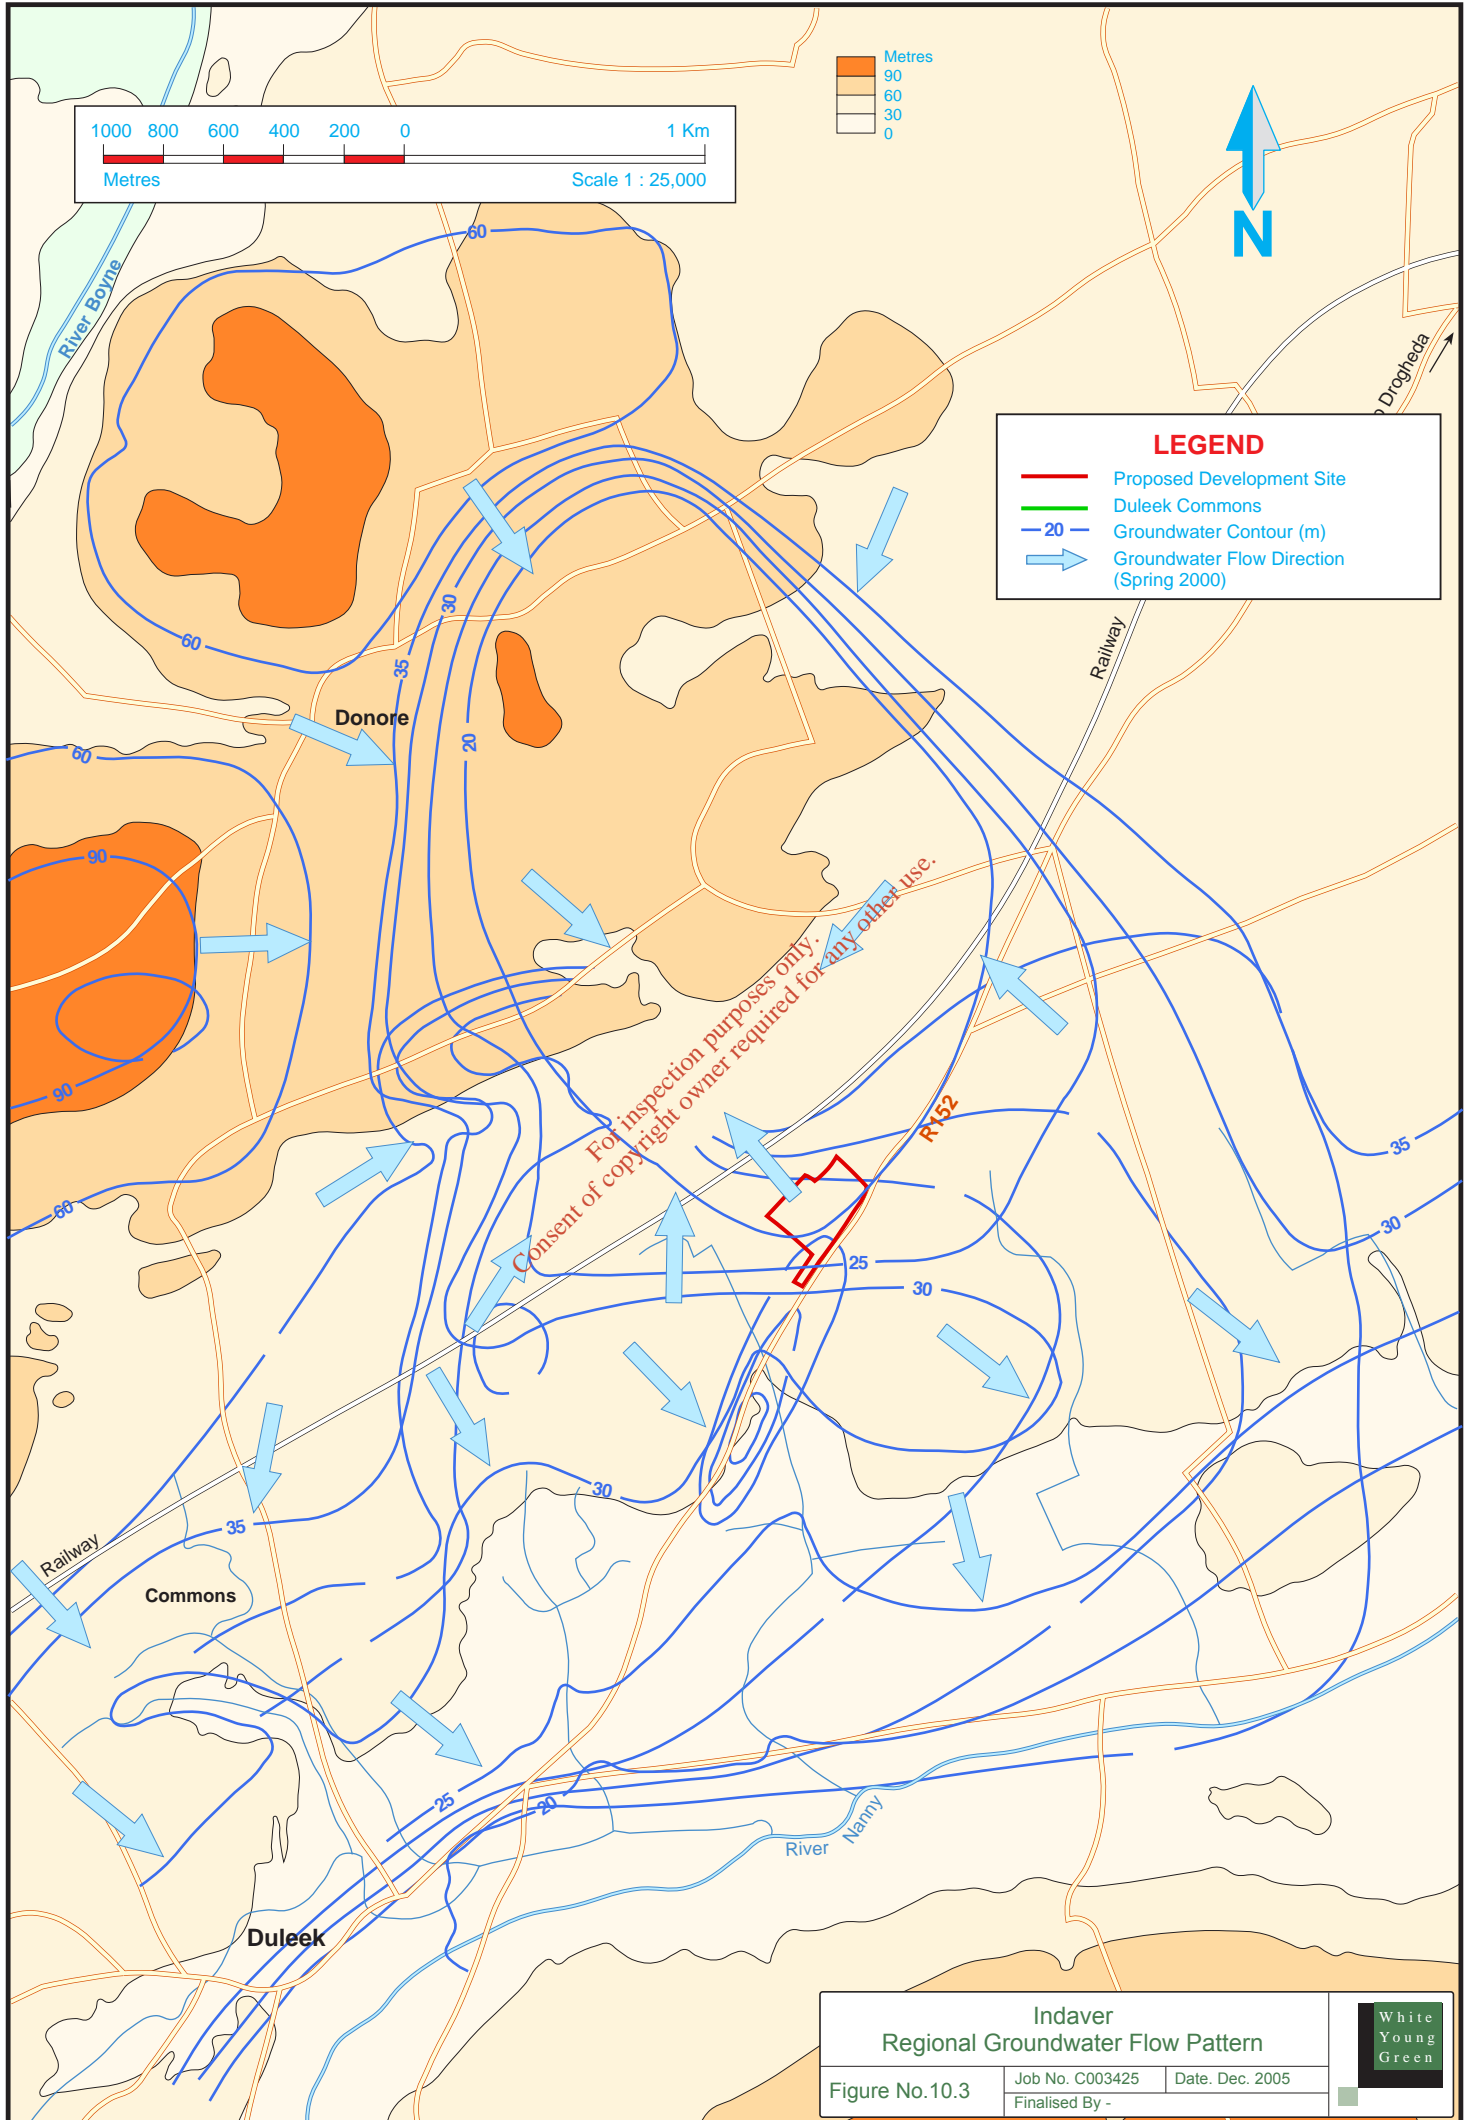 Metres
90
60
30
0
1000 800 600 400 200 0 1 Km
Metres Scale 1 : 25,000
N
River Boyne
60
Drogheda
LEGEND
Proposed Development Site
Duleek Commons
20 Groundwater Contour (m)
Groundwater Flow Direction
(Spring 2000)
30
60
35
Railway
Donore
20
60
90
For inspection purposes only.
Consent of copyright owner required for any other use.
90
R152
35
60
30
25
30
30
35
Railway
Commons
25
20
River Nanny
Duleek
Indaver
Regional Groundwater Flow Pattern
Figure No.10.3
Job No. C003425
Date. Dec. 2005
Finalised By -
White
Young
Green